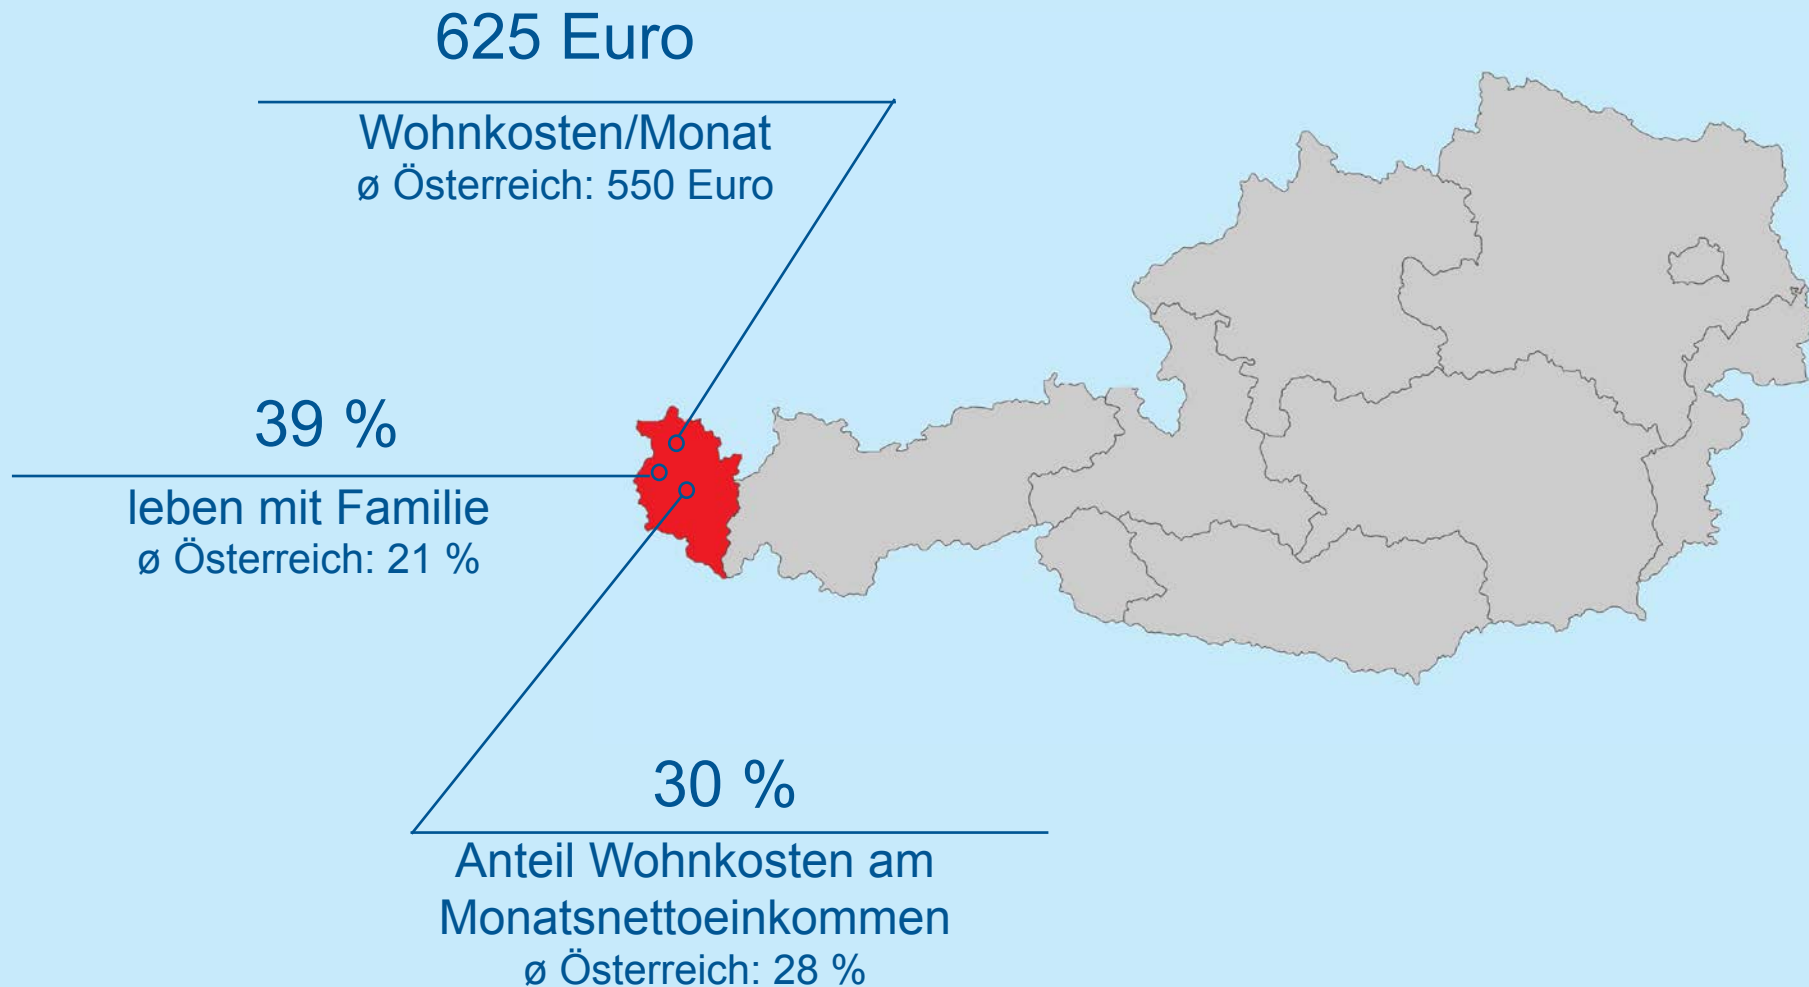 625 Euro
Wohnkosten/Monat
ø Österreich: 550 Euro
39 %
leben mit Familie
ø Österreich: 21 %
30 %
Anteil Wohnkosten am
Monatsnettoeinkommen
ø Österreich: 28 %